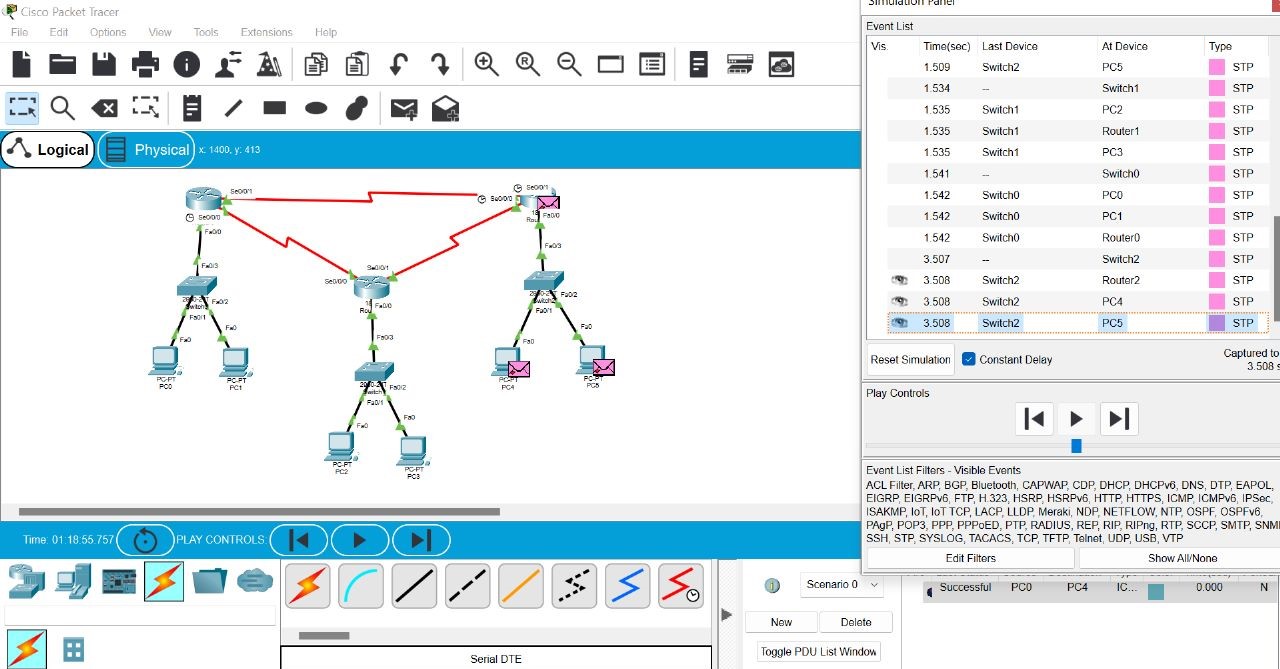 Cisco Packet Tracer
File Edit Options View Tools Extensions Help
Logical Physical x: 1400, y: 413
Se0/0/1
Se0/0/0
Fa0/0
Fa0/3
Fa0/2
Fa0/1
Fa0
Fa0
PC-PT
PC0
PC-PT
PC1
Se0/0/1
Se0/0/0
Fa0/0
Fa0/3
Fa0/2
Fa0/1
Fa0
Fa0
PC-PT
PC2
PC-PT
PC3
Se0/0/1
Se0/0/0
Fa0/0
Fa0/3
Fa0/2
Fa0/1
Fa0
Fa0
PC-PT
PC4
PC-PT
PC5
Simulation Panel
Event List
Vis. Time(sec) Last Device At Device Type
1.509 Switch2 PC5 STP
1.534 -- Switch1 STP
1.535 Switch1 PC2 STP
1.535 Switch1 Router1 STP
1.535 Switch1 PC3 STP
1.541 -- Switch0 STP
1.542 Switch0 PC0 STP
1.542 Switch0 PC1 STP
1.542 Switch0 Router0 STP
3.507 -- Switch2 STP
3.508 Switch2 Router2 STP
3.508 Switch2 PC4 STP
3.508 Switch2 PC5 STP
Reset Simulation Constant Delay Captured to
3.508 s
Play Controls
Event List Filters - Visible Events
ACL Filter, ARP, BGP, Bluetooth, CAPWAP, CDP, DHCP, DHCPv6, DNS, DTP, EAPOL,
EIGRP, EIGRPv6, FTP, H.323, HSRP, HSRPv6, HTTP, HTTPS, ICMP, ICMPv6, IPSec,
ISAKMP, IoT, IoT TCP, LACP, LLDP, Meraki, NDP, NETFLOW, NTP, OSPF, OSPFv6,
PAgP, POP3, PPP, PPPoED, PTP, RADIUS, REP, RIP, RIPng, RTP, SCCP, SMTP, SNM
SSH, STP, SYSLOG, TACACS, TCP, TFTP, Telnet, UDP, USB, VTP
Edit Filters Show All/None
Time: 01:18:55.757 PLAY CONTROLS:
Serial DTE
Scenario 0
New Delete
Toggle PDU List Window
Successful PC0 PC4 IC... 0.000 N